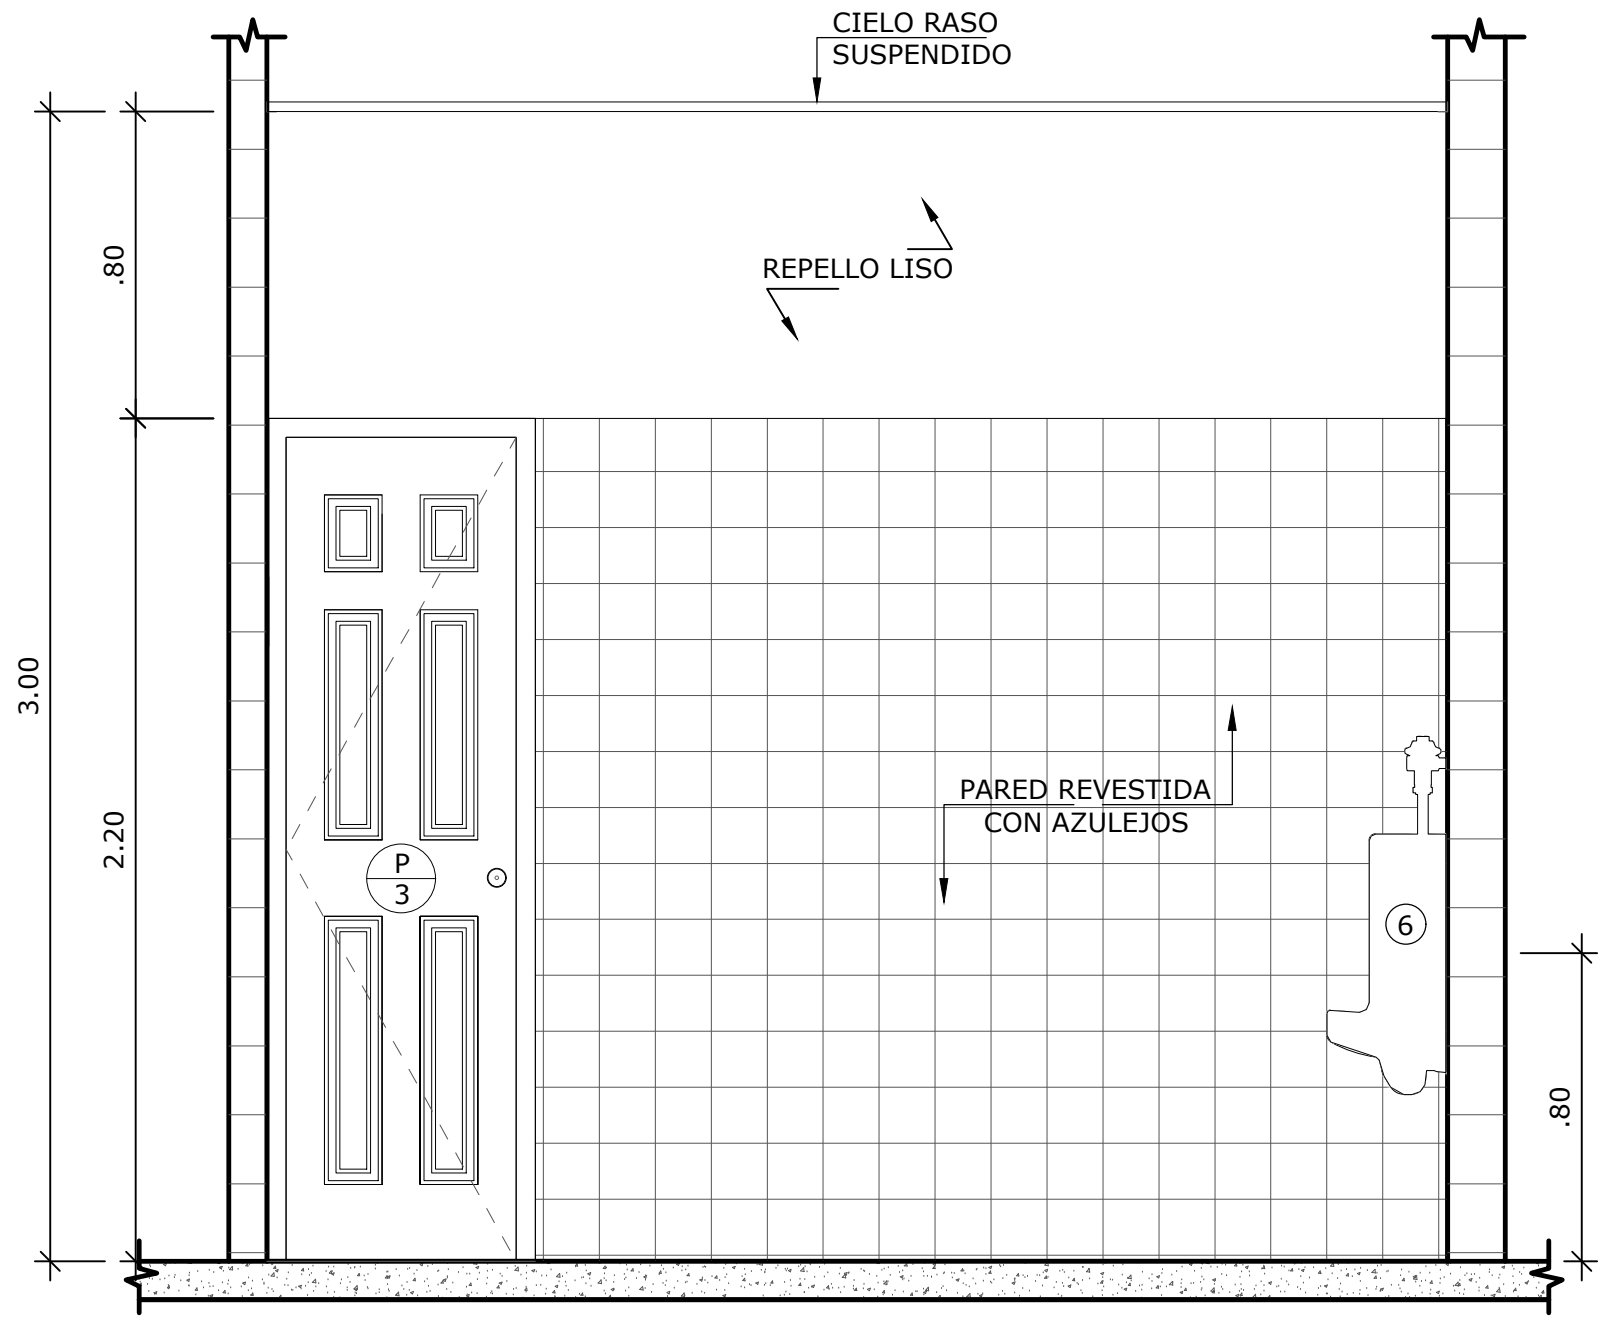 CIELO RASO
SUSPENDIDO
.80
REPELLO LISO
3.00
2.20
PARED REVESTIDA
CON AZULEJOS
P
3
6
.80